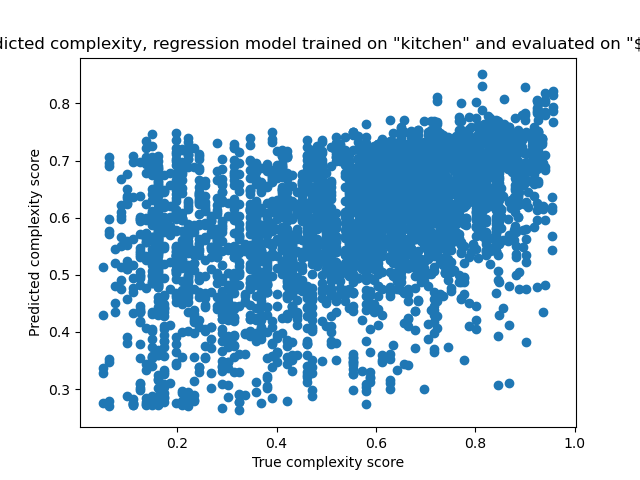 complexity, regression model trained on "kitchen" and evaluated on "$
0.8
0.7
0.6
0.5
0.4
0.3
Predicted complexity score
0.2 0.4 0.6 0.8 1.0
True complexity score